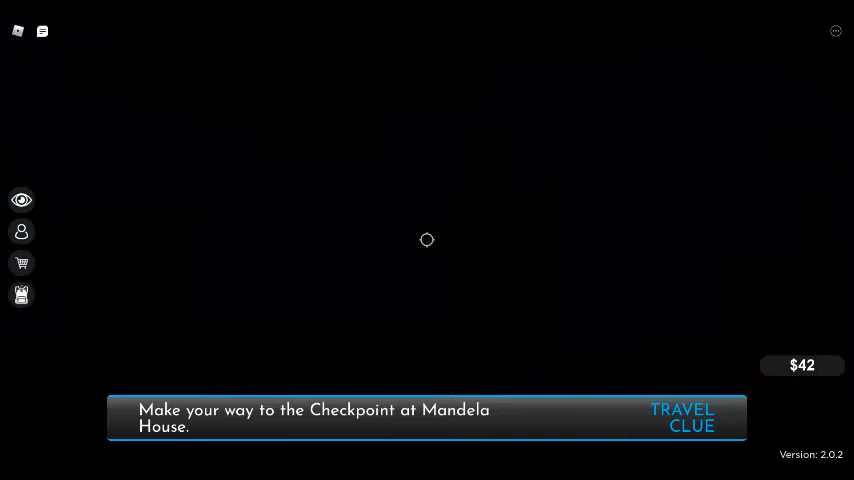 $42
Make your way to the Checkpoint at Mandela
House.
TRAVEL
CLUE
Version: 2.0.2